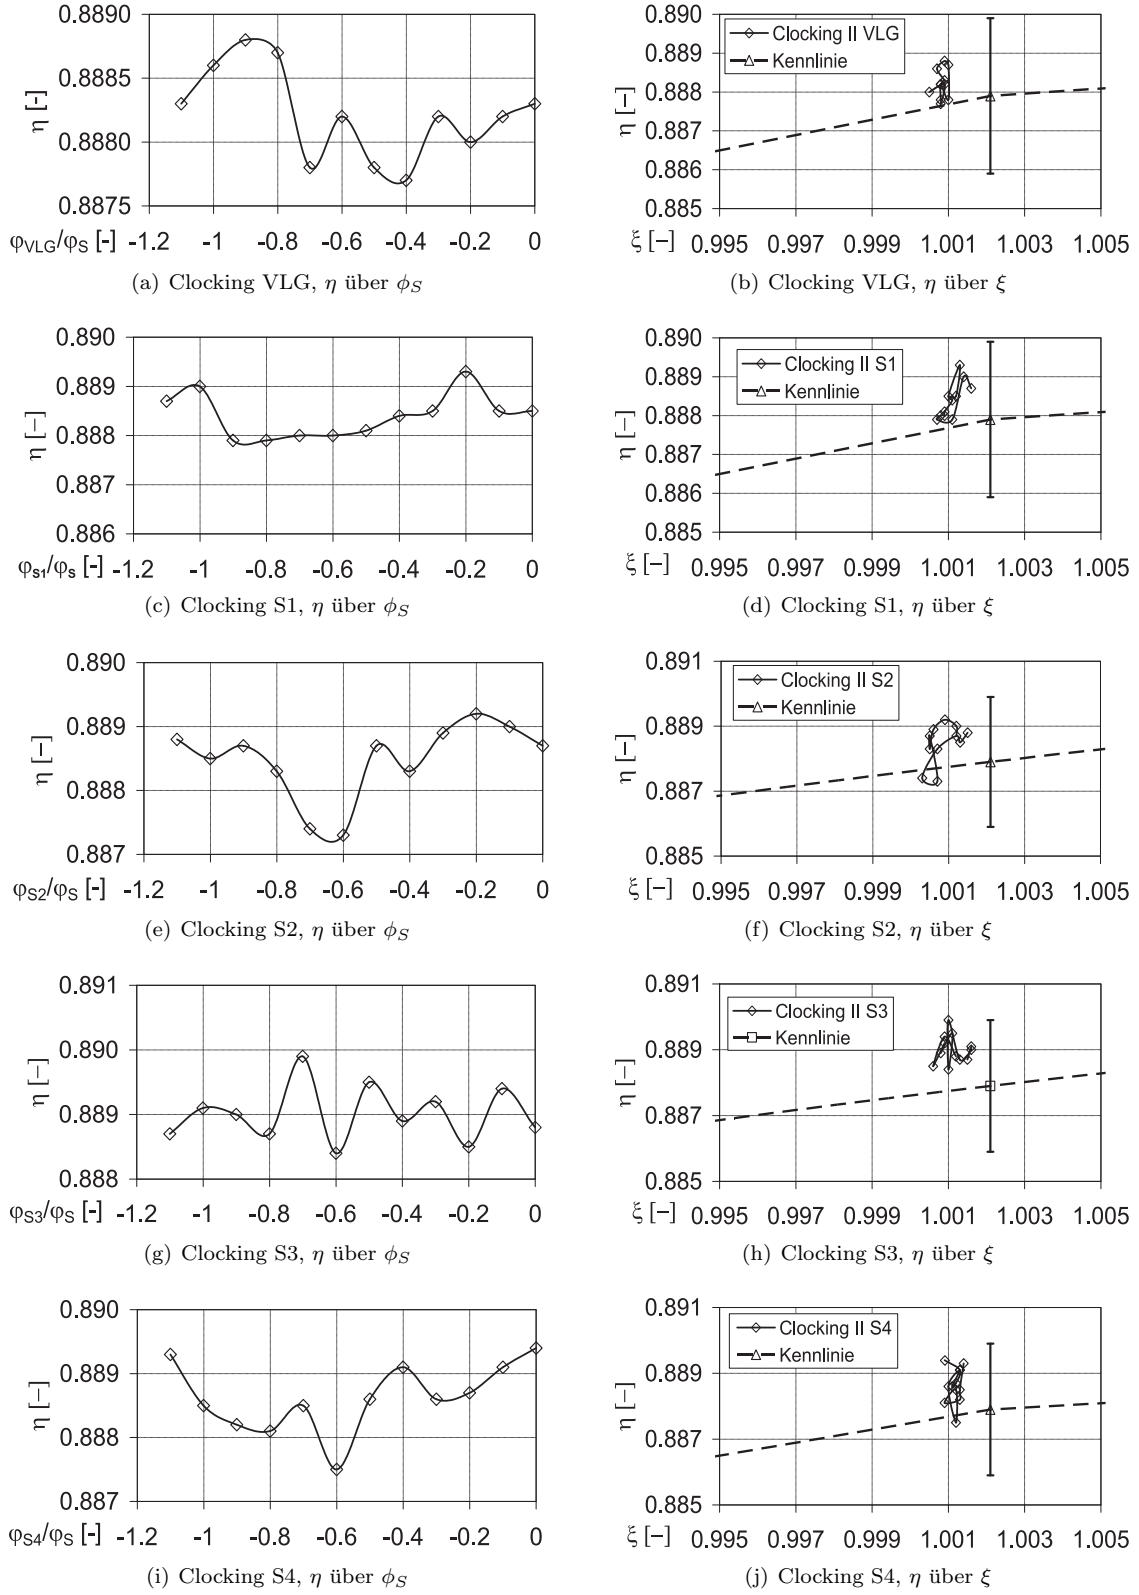 0.8890
0.8885
0.8880
0.8875
η [-]
φVLG/φS [-] -1.2 -1 -0.8 -0.6 -0.4 -0.2 0
(a) Clocking VLG, η über ϕS
0.890
0.889
0.888
0.887
0.886
0.885
η [–]
Clocking II VLG
Kennlinie
ξ [–] 0.995 0.997 0.999 1.001 1.003 1.005
(b) Clocking VLG, η über ξ
0.890
0.889
0.888
0.887
0.886
η [–]
φs1/φs [-] -1.2 -1 -0.8 -0.6 -0.4 -0.2 0
(c) Clocking S1, η über ϕS
0.890
0.889
0.888
0.887
0.886
0.885
η [–]
Clocking II S1
Kennlinie
ξ [–] 0.995 0.997 0.999 1.001 1.003 1.005
(d) Clocking S1, η über ξ
0.890
0.889
0.888
0.887
η [–]
φS2/φS [-] -1.2 -1 -0.8 -0.6 -0.4 -0.2 0
(e) Clocking S2, η über ϕS
0.891
0.889
0.887
0.885
η [–]
Clocking II S2
Kennlinie
ξ [–] 0.995 0.997 0.999 1.001 1.003 1.005
(f) Clocking S2, η über ξ
0.891
0.890
0.889
0.888
η [–]
φS3/φS [-] -1.2 -1 -0.8 -0.6 -0.4 -0.2 0
(g) Clocking S3, η über ϕS
0.891
0.889
0.887
0.885
η [–]
Clocking II S3
Kennlinie
ξ [–] 0.995 0.997 0.999 1.001 1.003 1.005
(h) Clocking S3, η über ξ
0.890
0.889
0.888
0.887
η [–]
φS4/φS [-] -1.2 -1 -0.8 -0.6 -0.4 -0.2 0
(i) Clocking S4, η über ϕS
0.891
0.889
0.887
0.885
η [–]
Clocking II S4
Kennlinie
ξ [–] 0.995 0.997 0.999 1.001 1.003 1.005
(j) Clocking S4, η über ξ